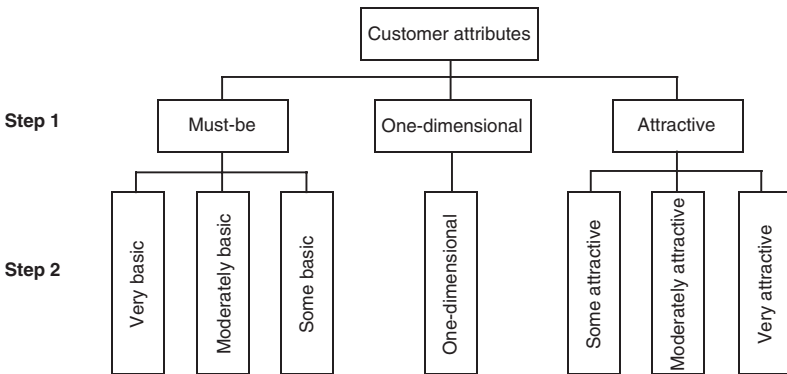 Customer attributes
Step 1
Must-be
One-dimensional
Attractive
Step 2
Very basic
Moderately basic
Some basic
One-dimensional
Some attractive
Moderately attractive
Very attractive